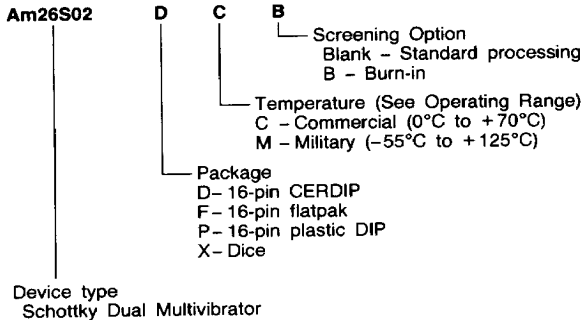 Am26S02 D C B
Screening Option
Blank – Standard processing
B – Burn-in
Temperature (See Operating Range)
C – Commercial (0°C to +70°C)
M – Military (–55°C to +125°C)
Package
D– 16-pin CERDIP
F – 16-pin flatpak
P – 16-pin plastic DIP
X – Dice
Device type
Schottky Dual Multivibrator